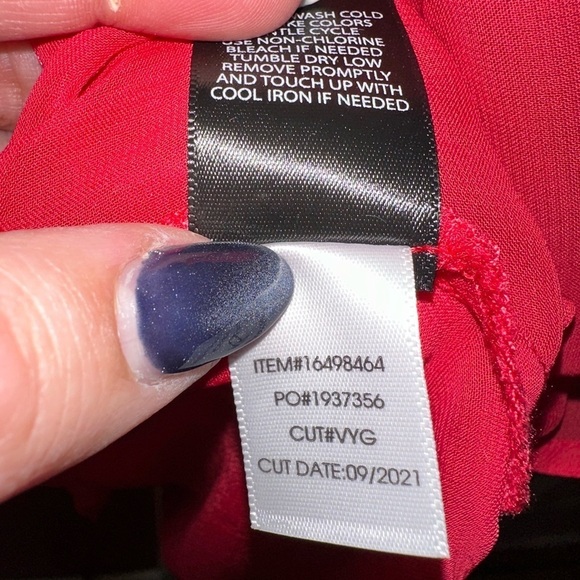 WASH COLD
COLORS
CYCLE
USE NON-CHLORINE
BLEACH IF NEEDED
TUMBLE DRY LOW
REMOVE PROMPTLY
AND TOUCH UP WITH
COOL IRON IF NEEDED
ITEM#16498464
PO#1937356
CUT#VYG
CUT DATE:09/2021